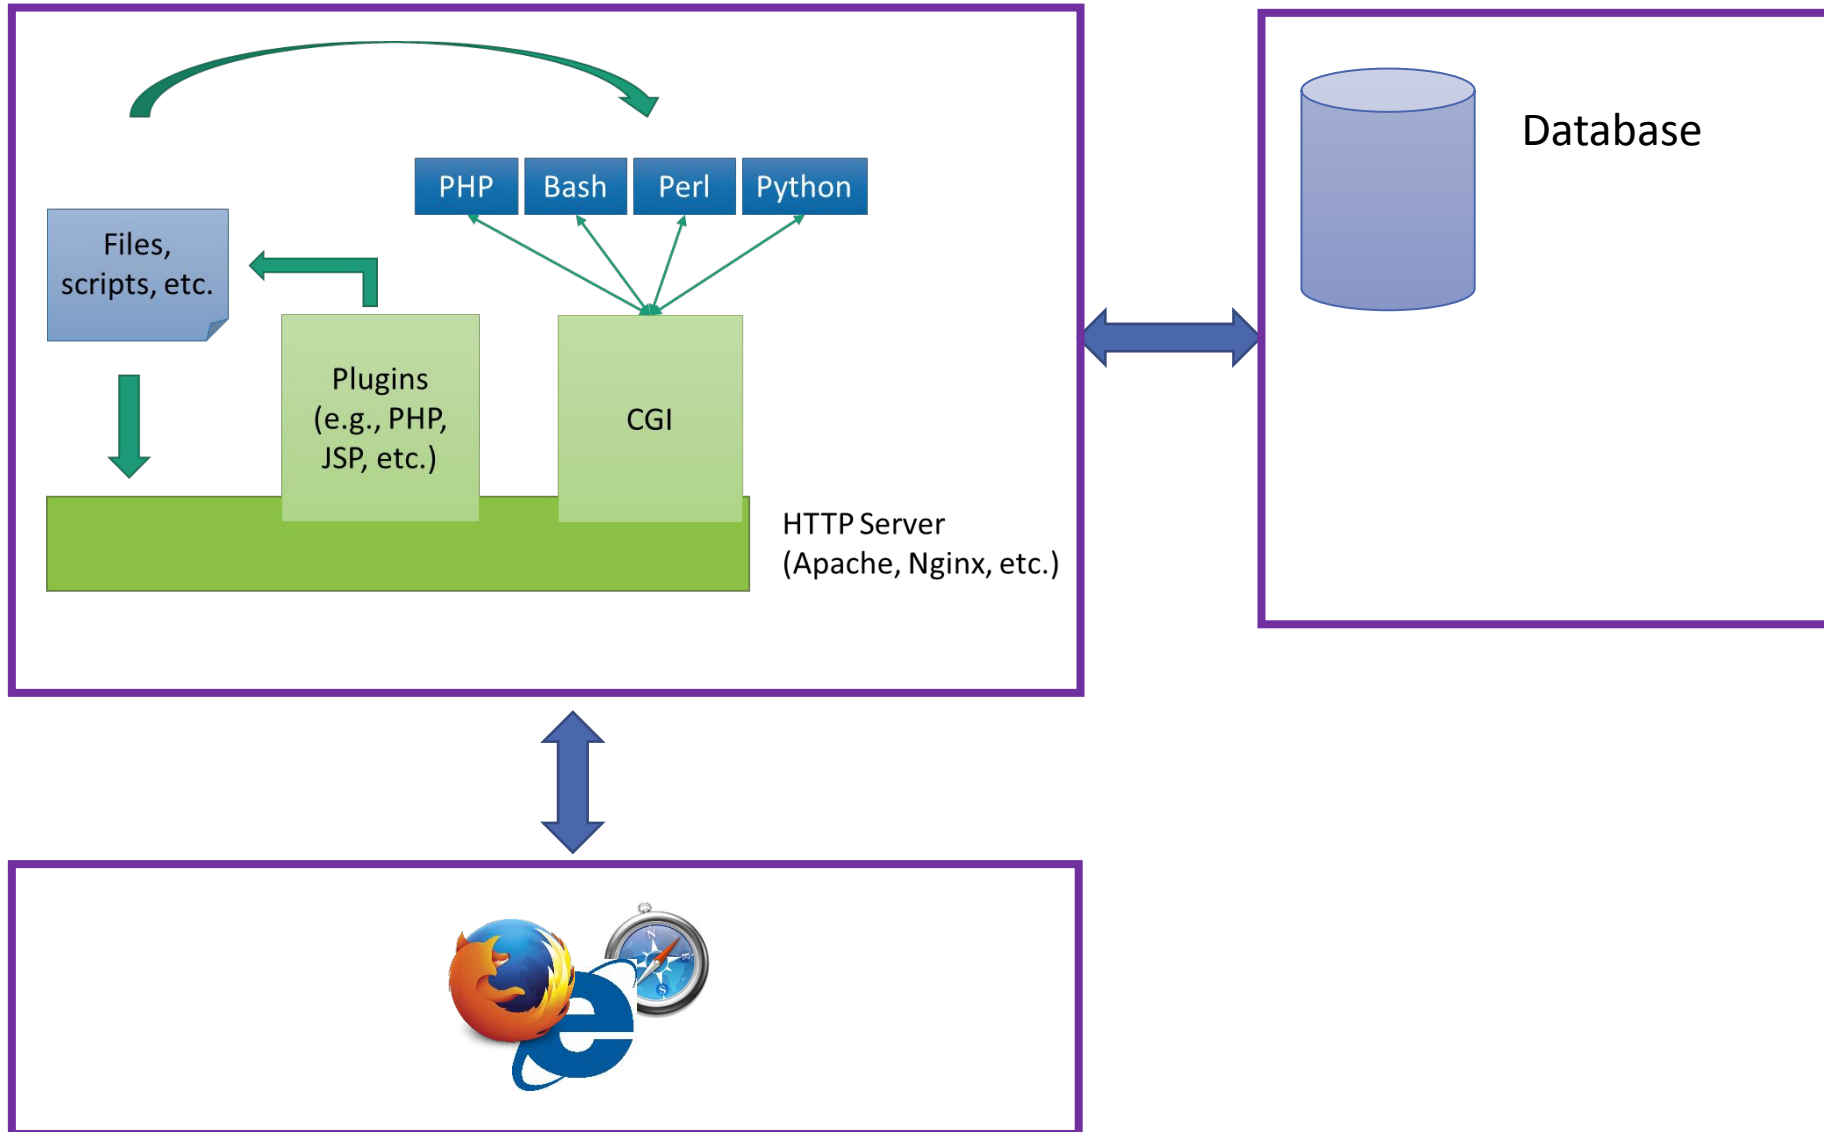 Database
PHP
Bash
Perl
Python
Files,
scripts, etc.
Plugins
(e.g., PHP,
JSP, etc.)
CGI
HTTP Server
(Apache, Nginx, etc.)
N
E
S